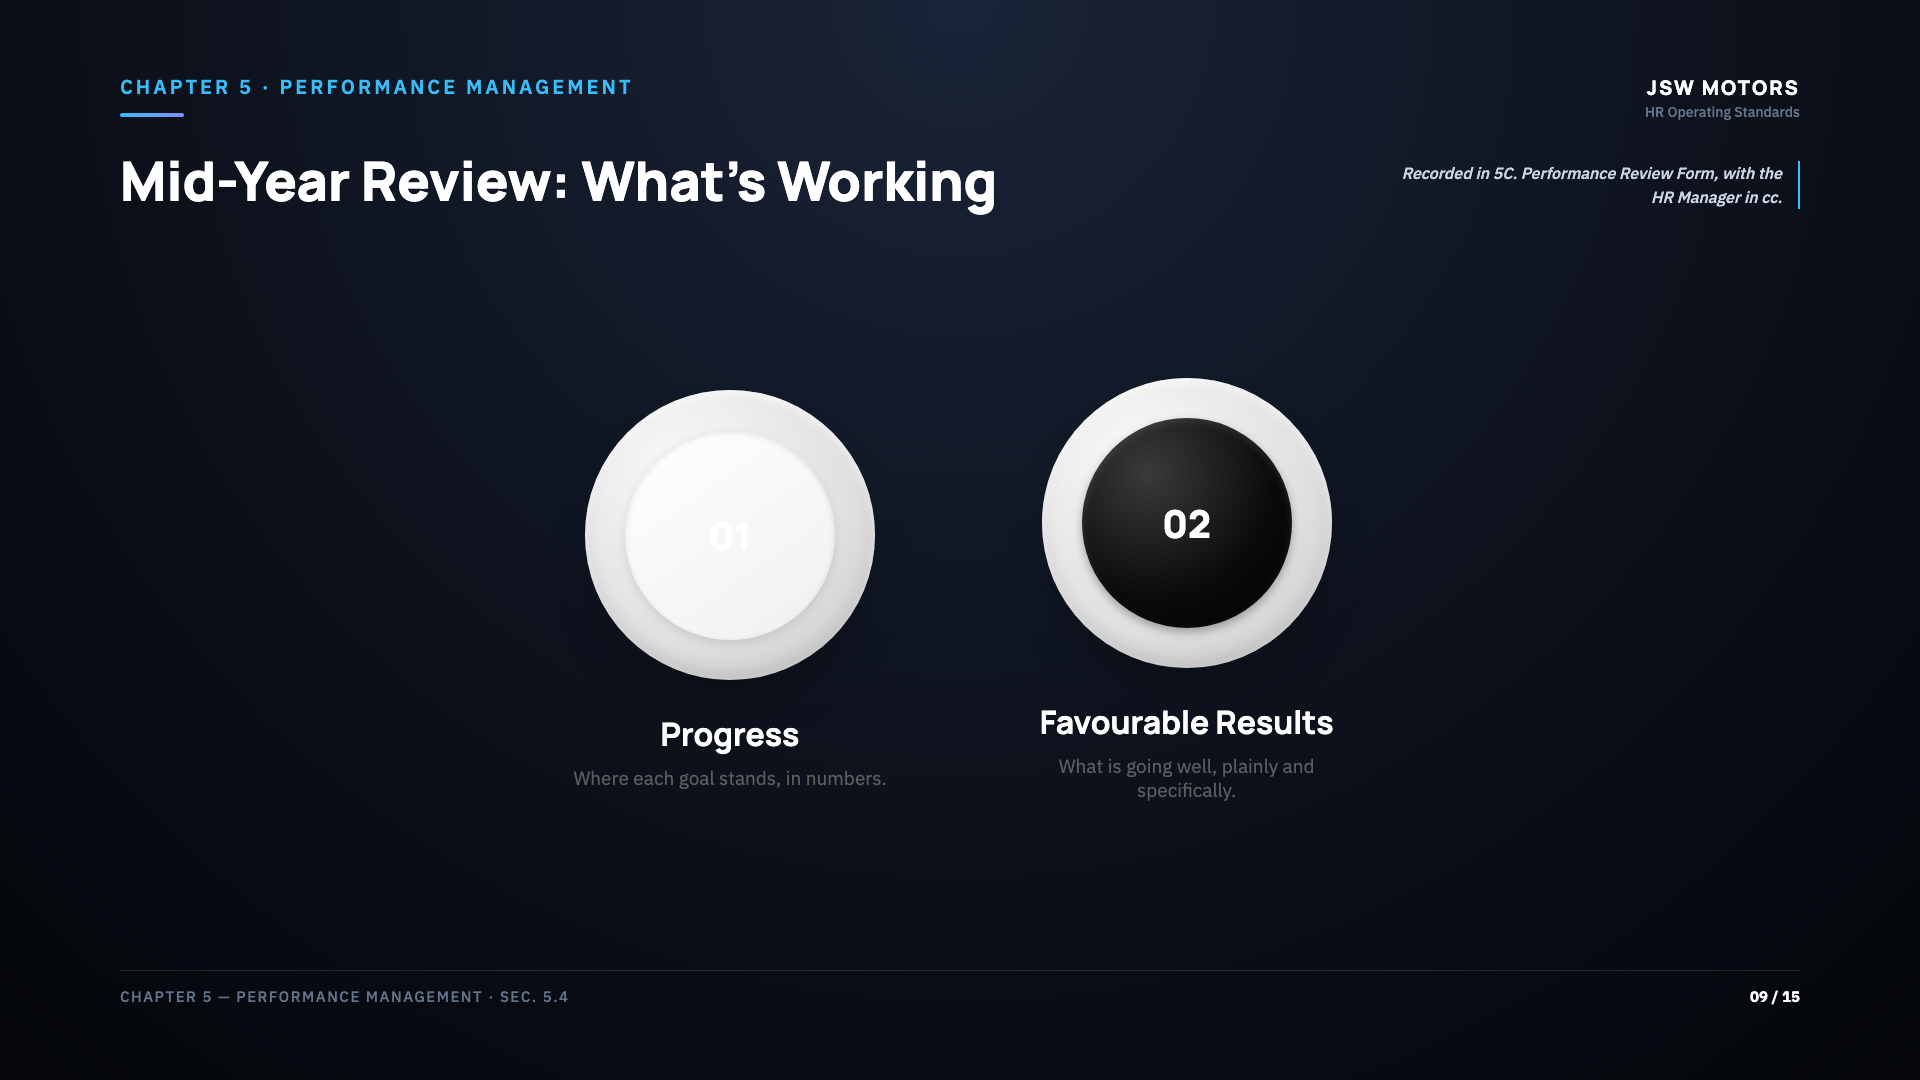 CHAPTER 5 · PERFORMANCE MANAGEMENT
JSW MOTORS
HR Operating Standards
Mid-Year Review: What’s Working
Recorded in 5C. Performance Review Form, with the
HR Manager in cc.
01
02
Progress
Where each goal stands, in numbers.
Favourable Results
What is going well, plainly and
specifically.
CHAPTER 5 — PERFORMANCE MANAGEMENT · SEC. 5.4
09 / 15